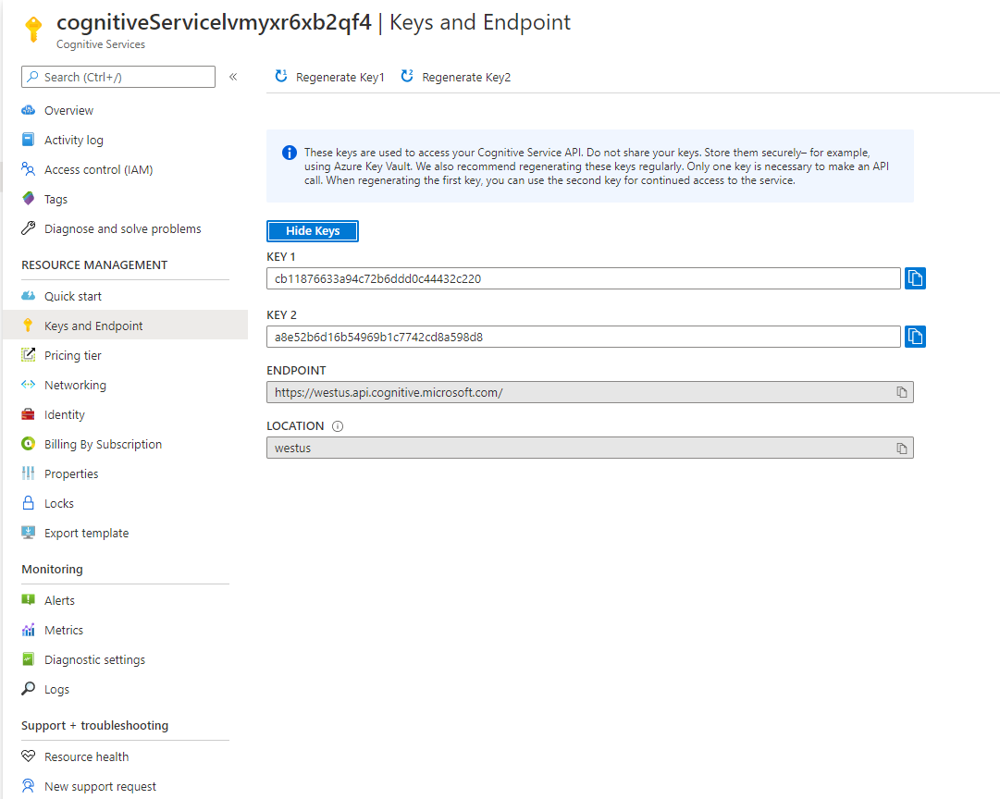 cognitiveServicelvmyxr6xb2qf4 | Keys and Endpoint
Cognitive Services
Search (Ctrl+/)
«
Regenerate Key1
Regenerate Key2
Overview
Activity log
Access control (IAM)
Tags
Diagnose and solve problems
RESOURCE MANAGEMENT
Quick start
Keys and Endpoint
Pricing tier
Networking
Identity
Billing By Subscription
Properties
Locks
Export template
Monitoring
Alerts
Metrics
Diagnostic settings
Logs
Support + troubleshooting
Resource health
New support request
These keys are used to access your Cognitive Service API. Do not share your keys. Store them securely– for example,
using Azure Key Vault. We also recommend regenerating these keys regularly. Only one key is necessary to make an API
call. When regenerating the first key, you can use the second key for continued access to the service.
Hide Keys
KEY 1
cb11876633a94c72b6ddd0c44432c220
KEY 2
a8e52b6d16b54969b1c7742cd8a598d8
ENDPOINT
https://westus.api.cognitive.microsoft.com/
LOCATION
westus